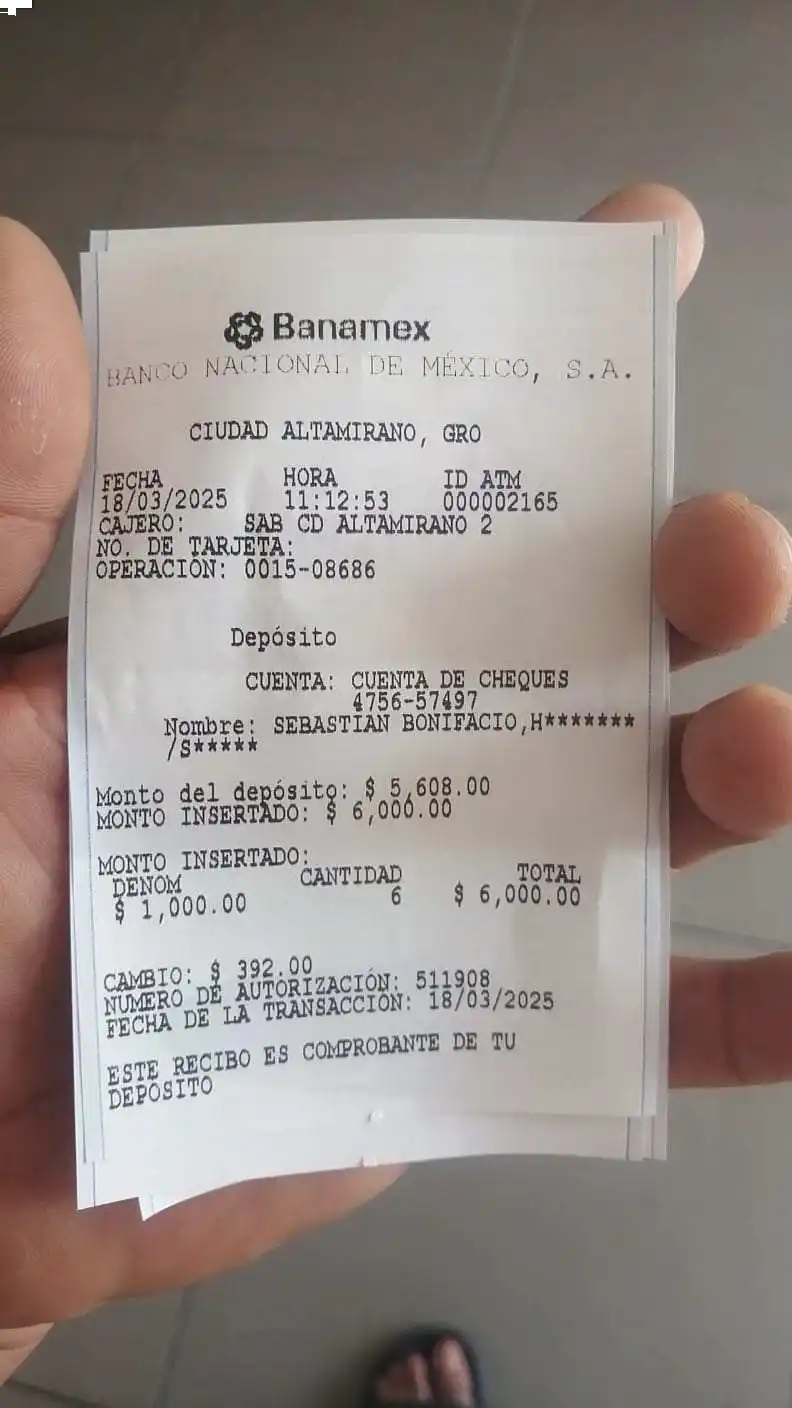 Banamex
BANCO NACIONAL DE MÉXICO, S.A.
CIUDAD ALTAMIRANO, GRO
FECHA HORA ID ATM
18/03/2025 11:12:53 000002165
CAJERO: SAB CD ALTAMIRANO 2
NO. DE TARJETA:
OPERACIÓN: 0015-08686
Depósito
CUENTA: CUENTA DE CHEQUES
4756-57497
Nombre: SEBASTIAN BONIFACIO,H*******
/S*****
Monto del depósito: $ 5,608.00
MONTO INSERTADO: $ 6,000.00
MONTO INSERTADO:
DENOM CANTIDAD TOTAL
$ 1,000.00 6 $ 6,000.00
CAMBIO: $ 392.00
NUMERO DE AUTORIZACIÓN: 511908
FECHA DE LA TRANSACCIÓN: 18/03/2025
ESTE RECIBO ES COMPROBANTE DE TU
DEPÓSITO